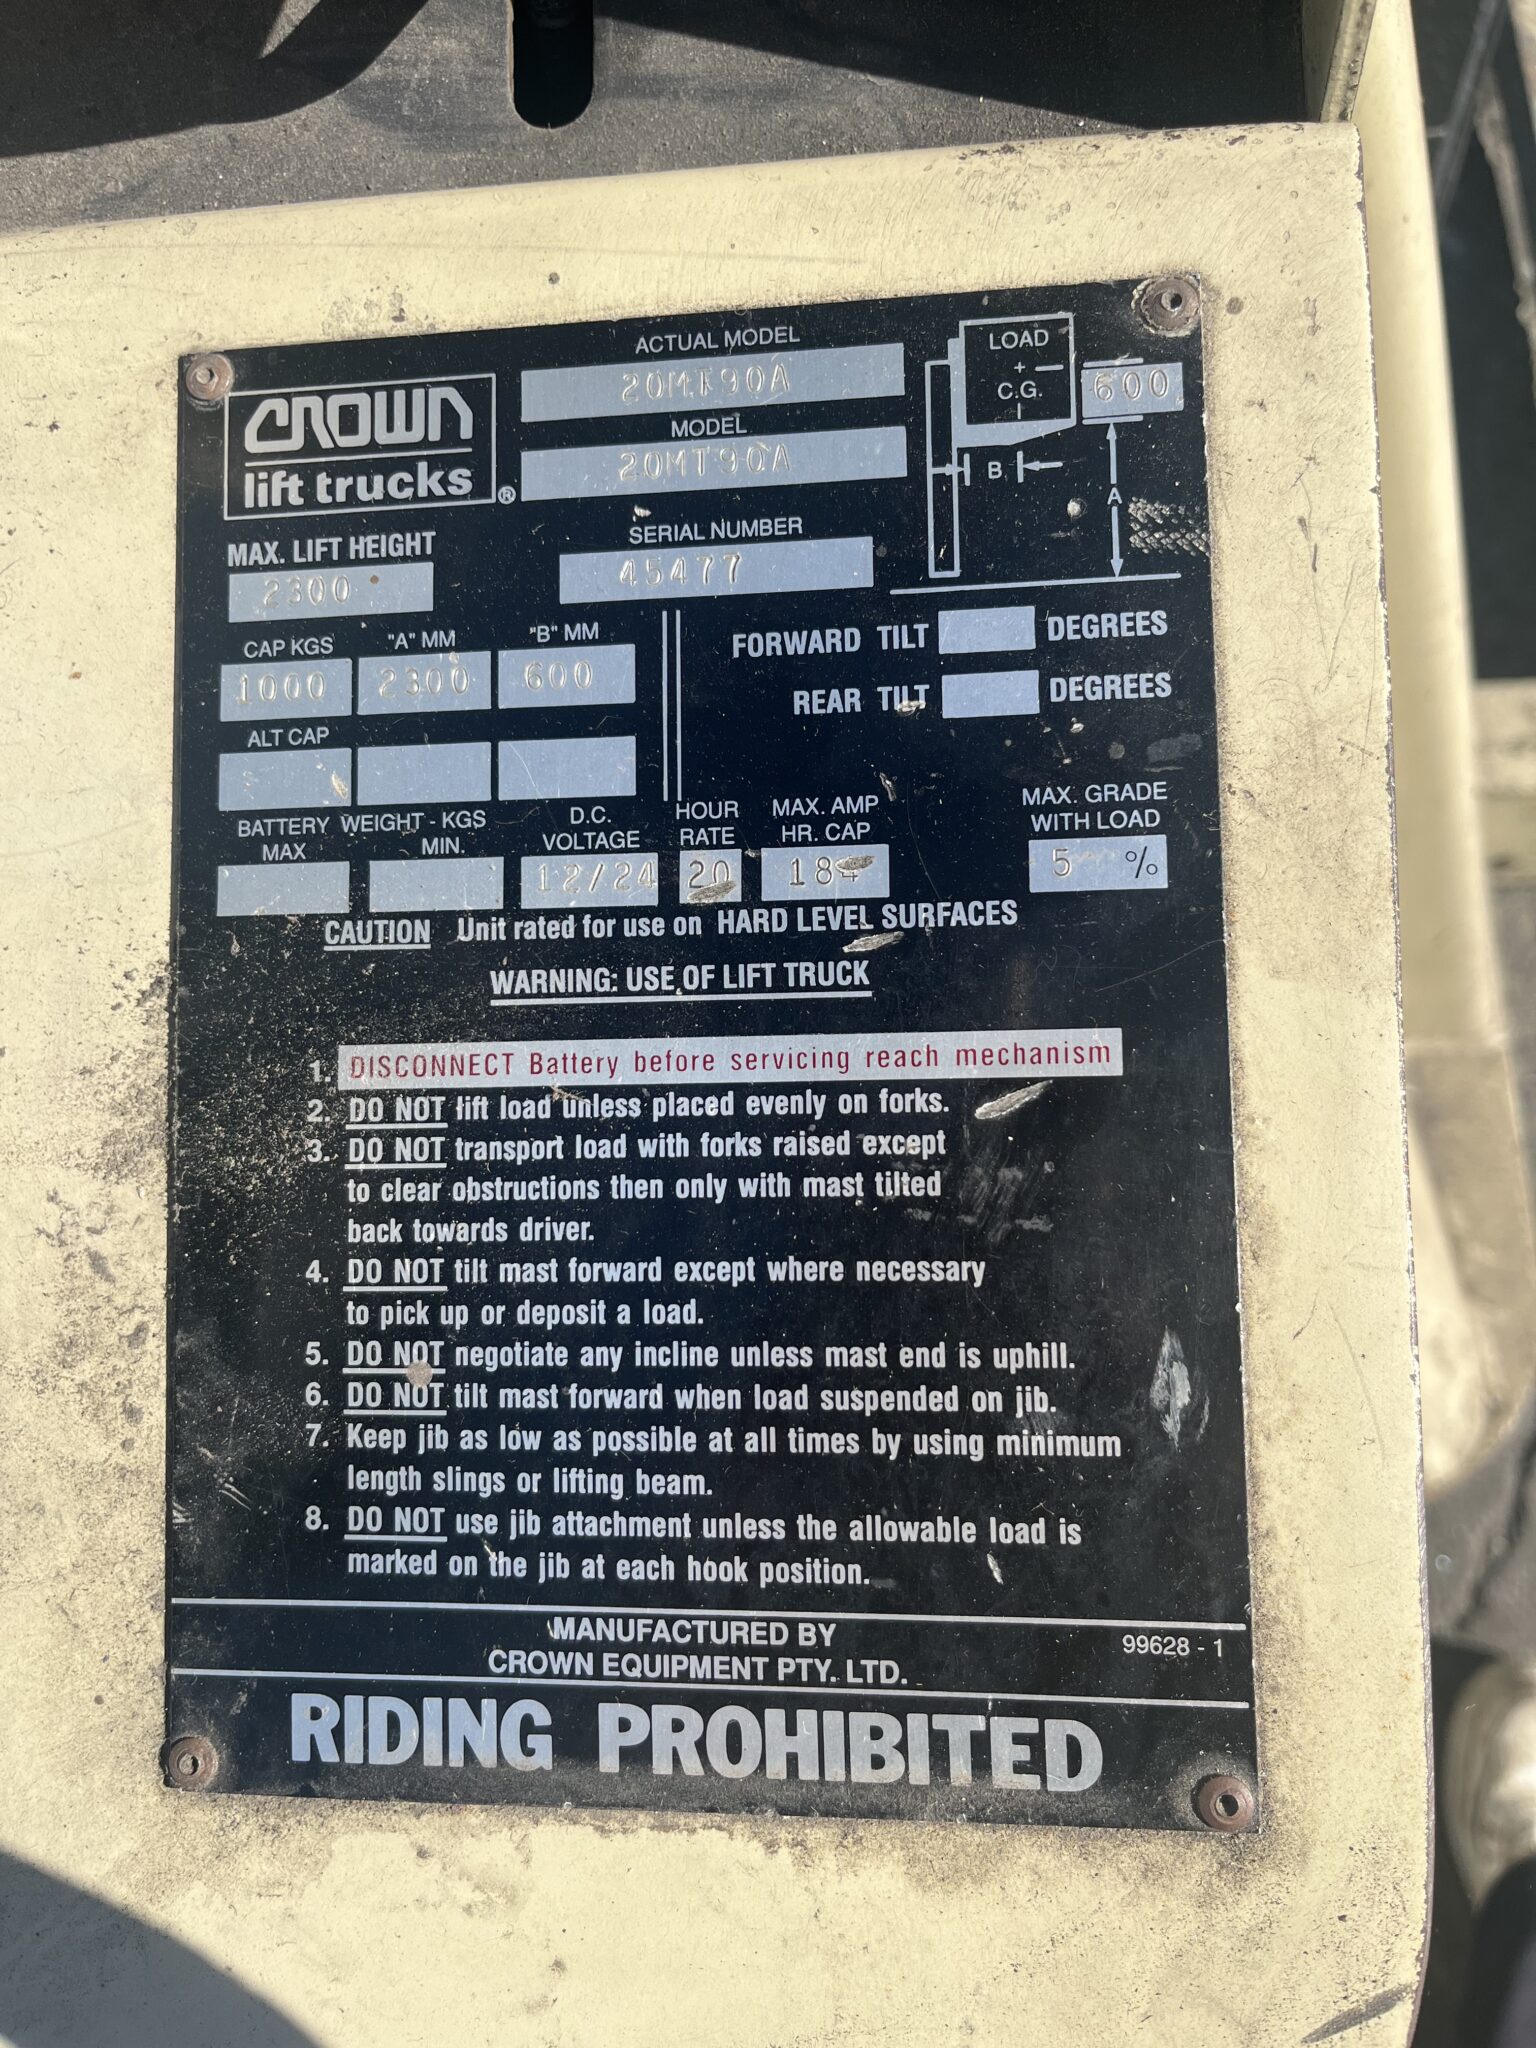 ACTUAL MODEL
20MT90A
CROWN
lift trucks ®
MODEL
20MT90A
LOAD
+
C.G.
600
B
A
MAX. LIFT HEIGHT
2300
SERIAL NUMBER
45477
CAP KGS "A" MM "B" MM
1000 2300 600
FORWARD TILT DEGREES
REAR TILT DEGREES
ALT CAP
BATTERY WEIGHT - KGS
MAX MIN.
D.C.
VOLTAGE
12/24
HOUR
RATE
20
MAX. AMP
HR. CAP
184
MAX. GRADE
WITH LOAD
5 %
CAUTION Unit rated for use on HARD LEVEL SURFACES
WARNING: USE OF LIFT TRUCK
1. DISCONNECT Battery before servicing reach mechanism
2. DO NOT lift load unless placed evenly on forks.
3. DO NOT transport load with forks raised except
to clear obstructions then only with mast tilted
back towards driver.
4. DO NOT tilt mast forward except where necessary
to pick up or deposit a load.
5. DO NOT negotiate any incline unless mast end is uphill.
6. DO NOT tilt mast forward when load suspended on jib.
7. Keep jib as low as possible at all times by using minimum
length slings or lifting beam.
8. DO NOT use jib attachment unless the allowable load is
marked on the jib at each hook position.
MANUFACTURED BY
CROWN EQUIPMENT PTY. LTD.
99628 - 1
RIDING PROHIBITED